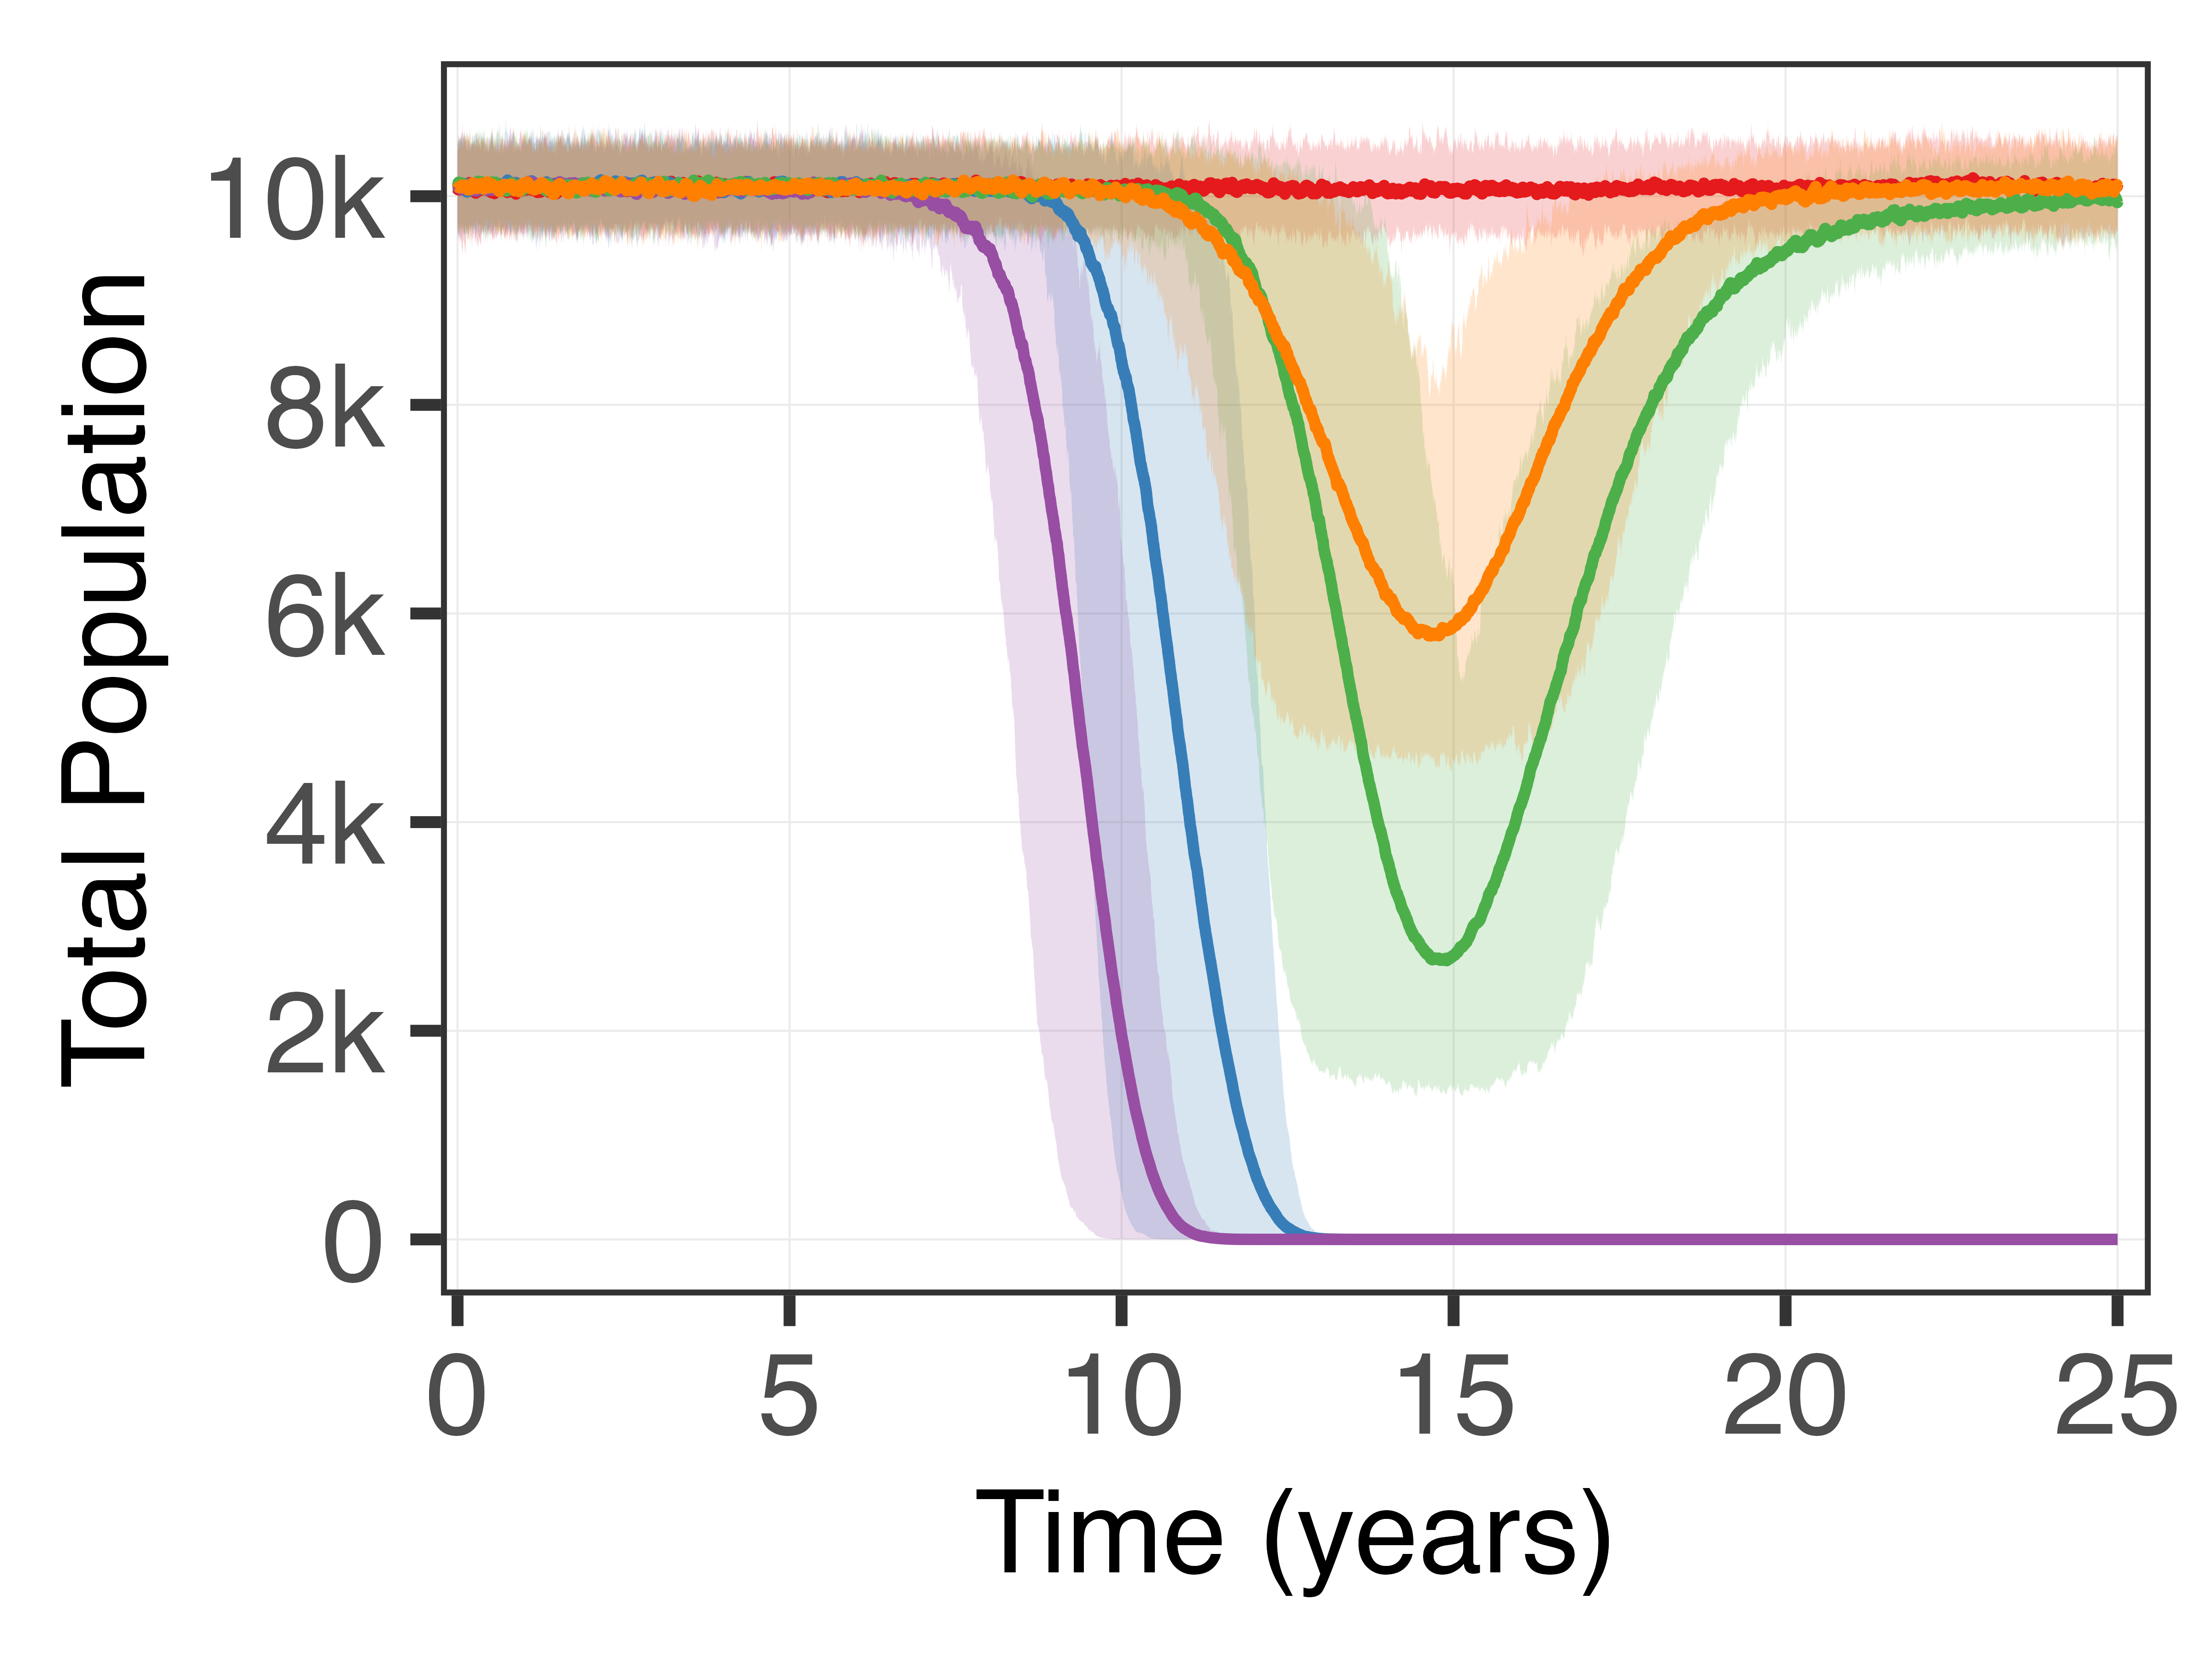 Total Population
10k
8k
6k
4k
2k
0
0 5 10 15 20 25
Time (years)